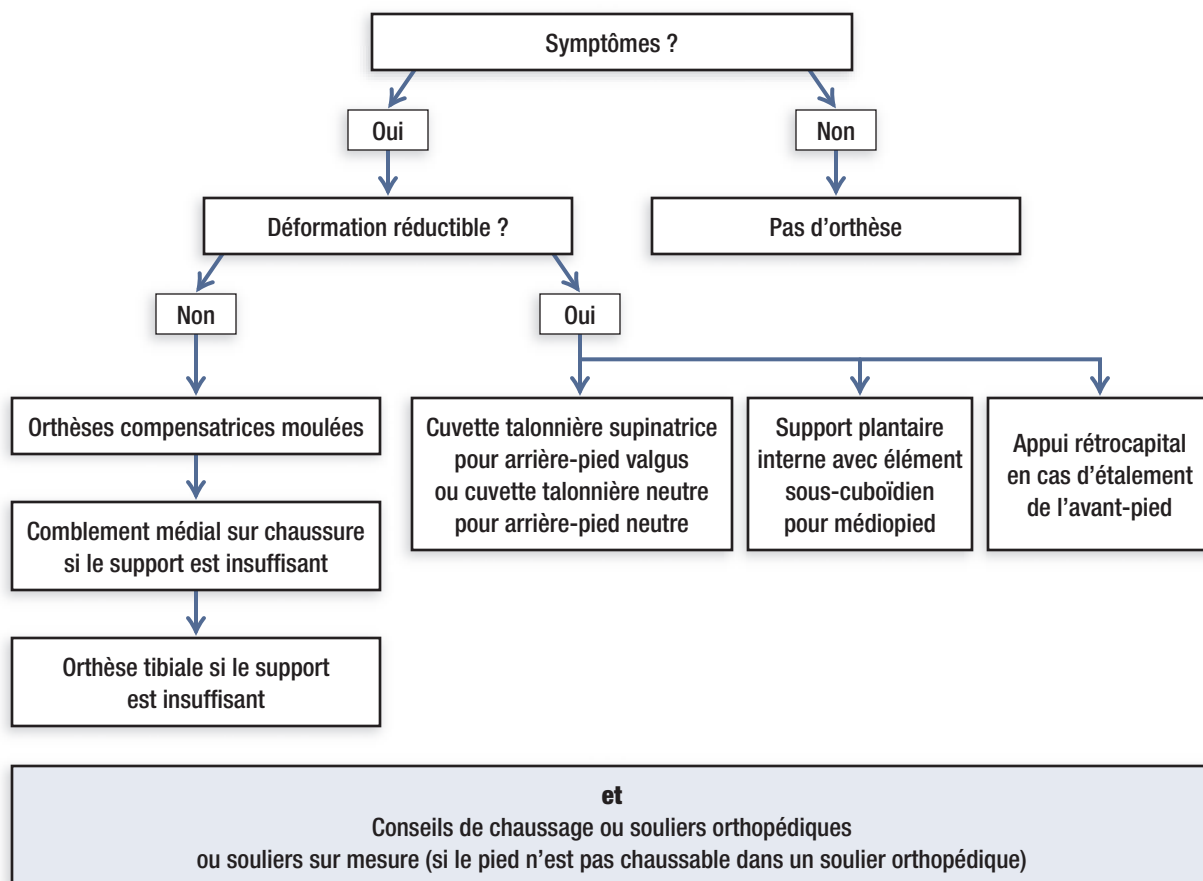 Symptômes ?
Oui
Non
Déformation réductible ?
Pas d'orthèse
Non
Oui
Orthèses compensatrices moulées
Cuvette talonnière supinatrice
pour arrière-pied valgus
ou cuvette talonnière neutre
pour arrière-pied neutre
Support plantaire
interne avec élément
sous-cuboïdien
pour médiopied
Appui rétrocapital
en cas d'étalement
de l'avant-pied
Comblement médial sur chaussure
si le support est insuffisant
Orthèse tibiale si le support
est insuffisant
et
Conseils de chaussage ou souliers orthopédiques
ou souliers sur mesure (si le pied n'est pas chaussable dans un soulier orthopédique)